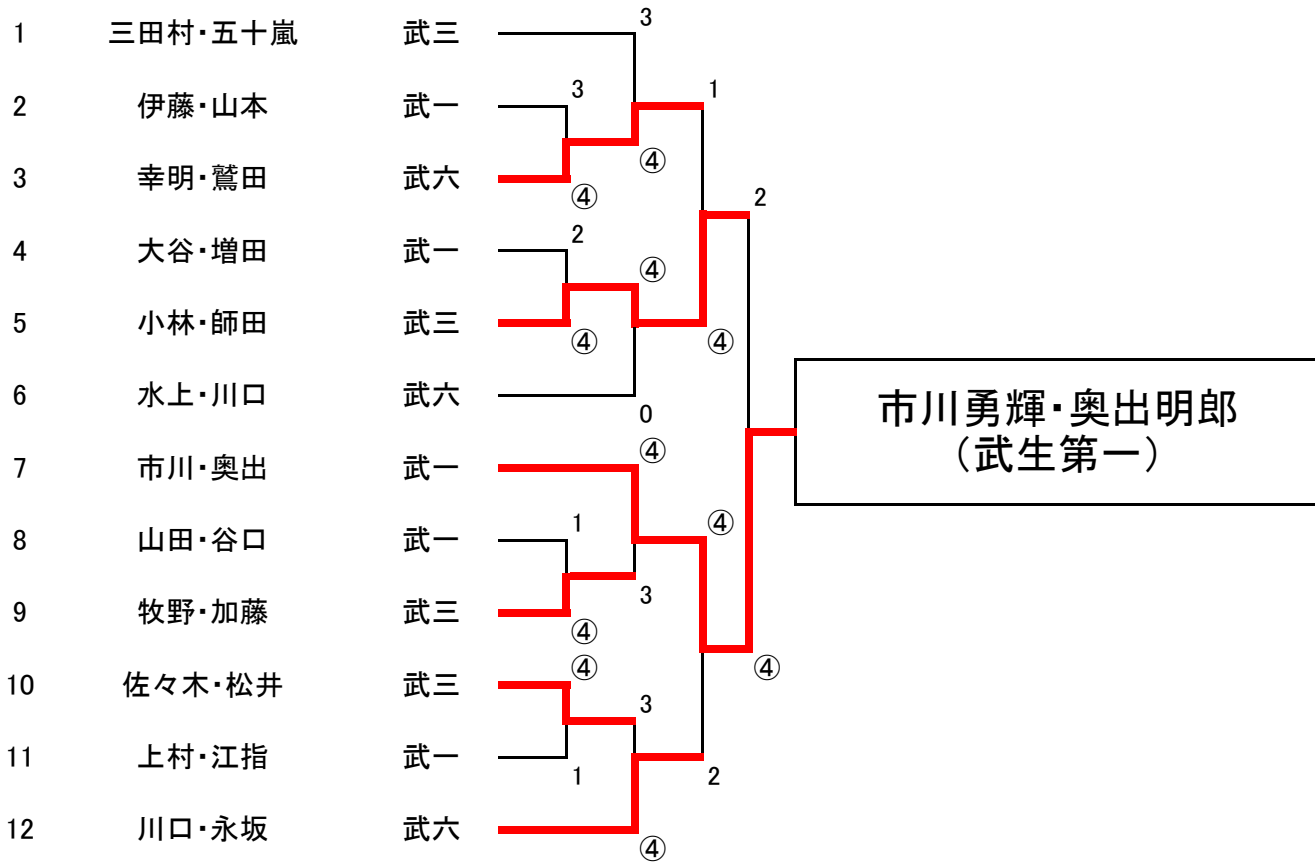 1 三田村・五十嵐 武三 3
2 伊藤・山本 武一 3 1
3 幸明・鷲田 武六 ④ ④
4 大谷・増田 武一 2 ④ 2
5 小林・師田 武三 ④ ④
6 水上・川口 武六 0
7 市川・奥出 武一 ④
8 山田・谷口 武一 1 ④
9 牧野・加藤 武三 ④ 3
10 佐々木・松井 武三 ④ 3 ④
11 上村・江指 武一 1 2
12 川口・永坂 武六 ④
市川勇輝・奥出明郎
（武生第一）